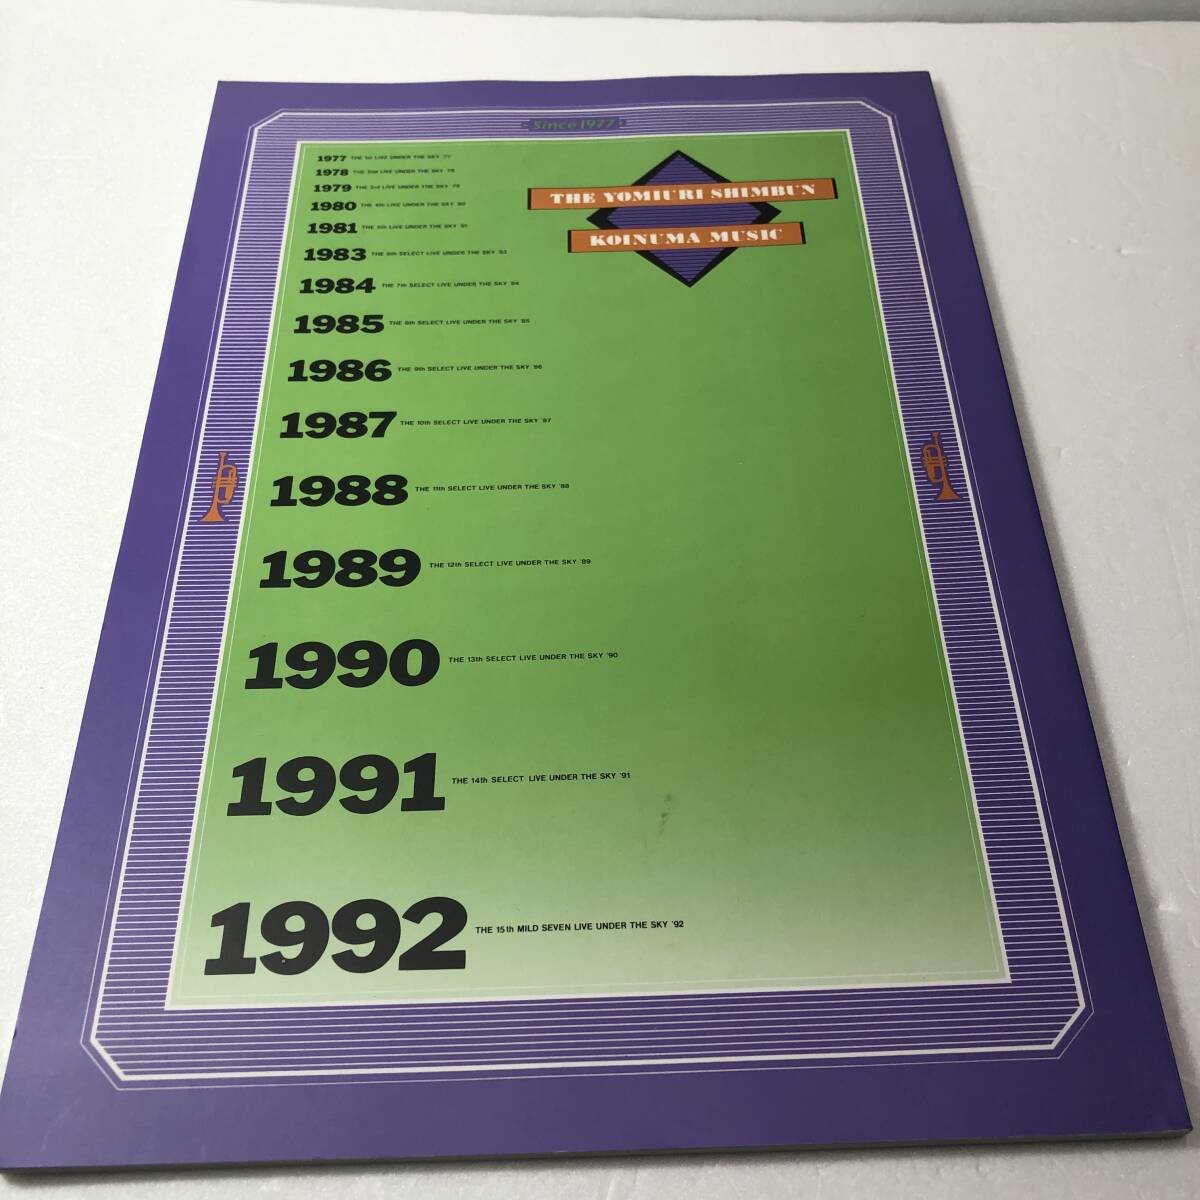 Since 1977
1977 THE 1st LIVE UNDER THE SKY '77
1978 THE 2nd LIVE UNDER THE SKY '78
1979 THE 3rd LIVE UNDER THE SKY '79
1980 THE 4th LIVE UNDER THE SKY '80
1981 THE 5th LIVE UNDER THE SKY '81
1983 THE 6th SELECT LIVE UNDER THE SKY '83
1984 THE 7th SELECT LIVE UNDER THE SKY '84
1985 THE 8th SELECT LIVE UNDER THE SKY '85
1986 THE 9th SELECT LIVE UNDER THE SKY '86
1987 THE 10th SELECT LIVE UNDER THE SKY '87
1988 THE 11th SELECT LIVE UNDER THE SKY '88
1989 THE 12th SELECT LIVE UNDER THE SKY '89
1990 THE 13th SELECT LIVE UNDER THE SKY '90
1991 THE 14th SELECT LIVE UNDER THE SKY '91
1992 THE 15th MILD SEVEN LIVE UNDER THE SKY '92
THE YOMIURI SHIMBUN
KOINUMA MUSIC